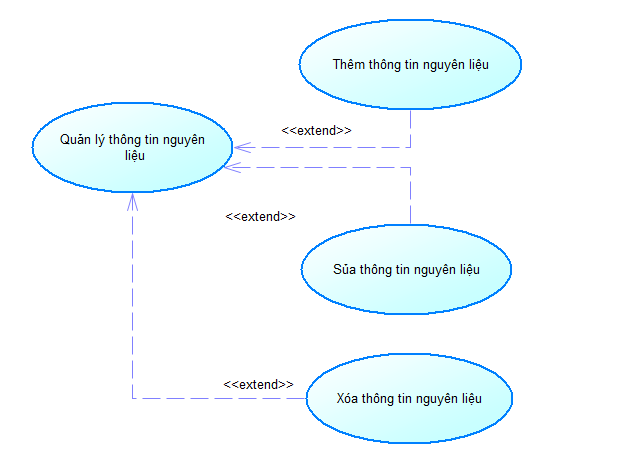 Thêm thông tin nguyên liệu
<<extend>>
Quản lý thông tin nguyên
liệu
<<extend>>
Sửa thông tin nguyên liệu
<<extend>>
Xóa thông tin nguyên liệu